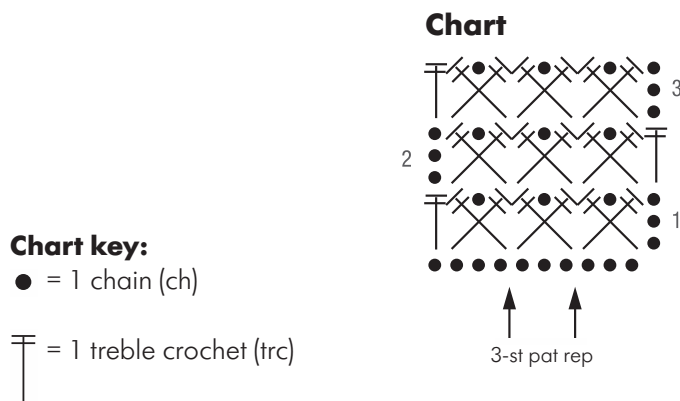 Chart
3
2
1
Chart key:
= 1 chain (ch)
= 1 treble crochet (trc)
3-st pat rep